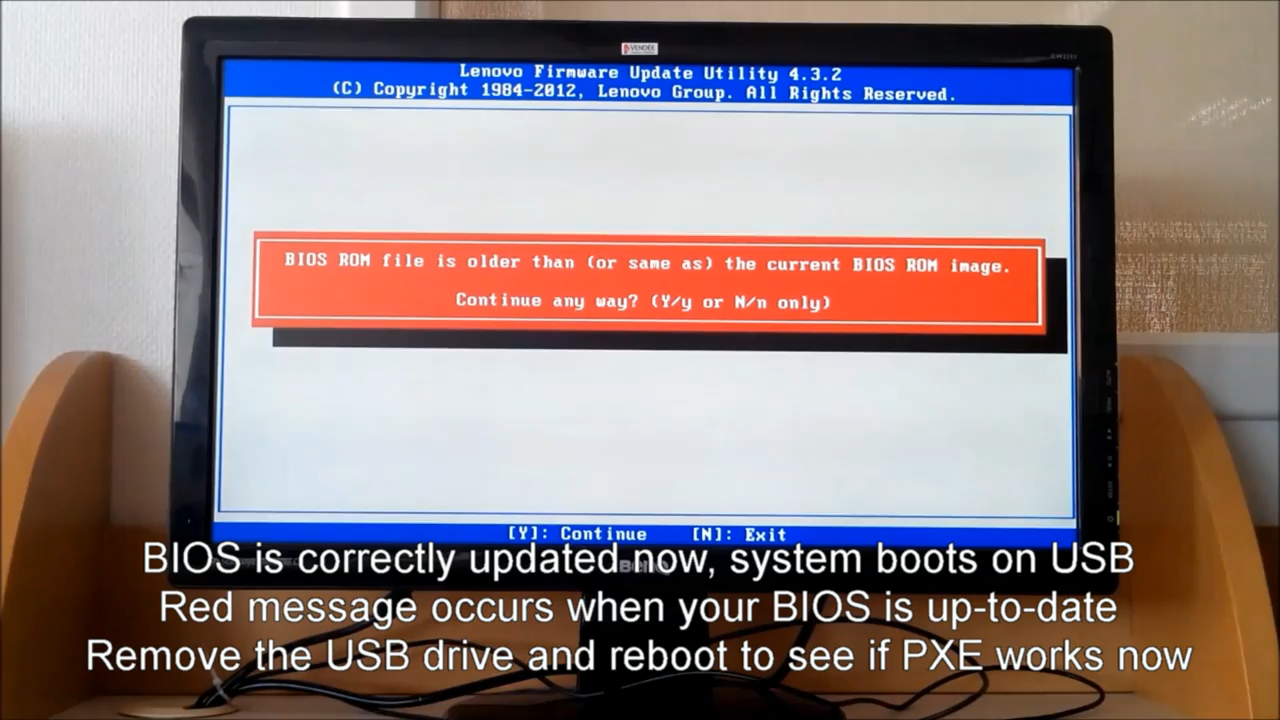 VENDEE
Lenovo Firmware Update Utility 4.3.2
(C) Copyright 1984-2012, Lenovo Group. All Rights Reserved.
BIOS ROM file is older than (or same as) the current BIOS ROM image.
Continue any way? (Y/y or N/n only)
[Y]: Continue [N]: Exit
BenQ
BIOS is correctly updated now, system boots on USB
Red message occurs when your BIOS is up-to-date
Remove the USB drive and reboot to see if PXE works now